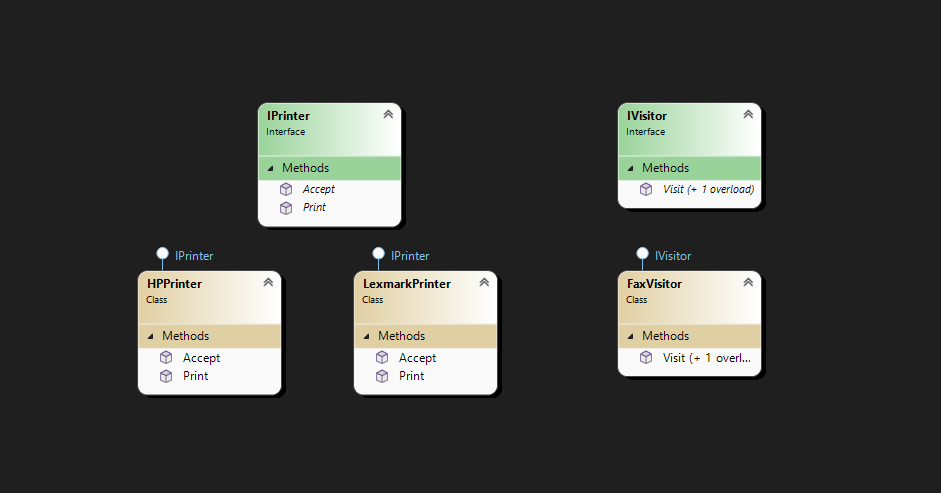 IPrinter
Interface
Methods
Accept
Print
IVisitor
Interface
Methods
Visit (+ 1 overload)
IPrinter
HPPrinter
Class
Methods
Accept
Print
IPrinter
LexmarkPrinter
Class
Methods
Accept
Print
IVisitor
FaxVisitor
Class
Methods
Visit (+ 1 overl...